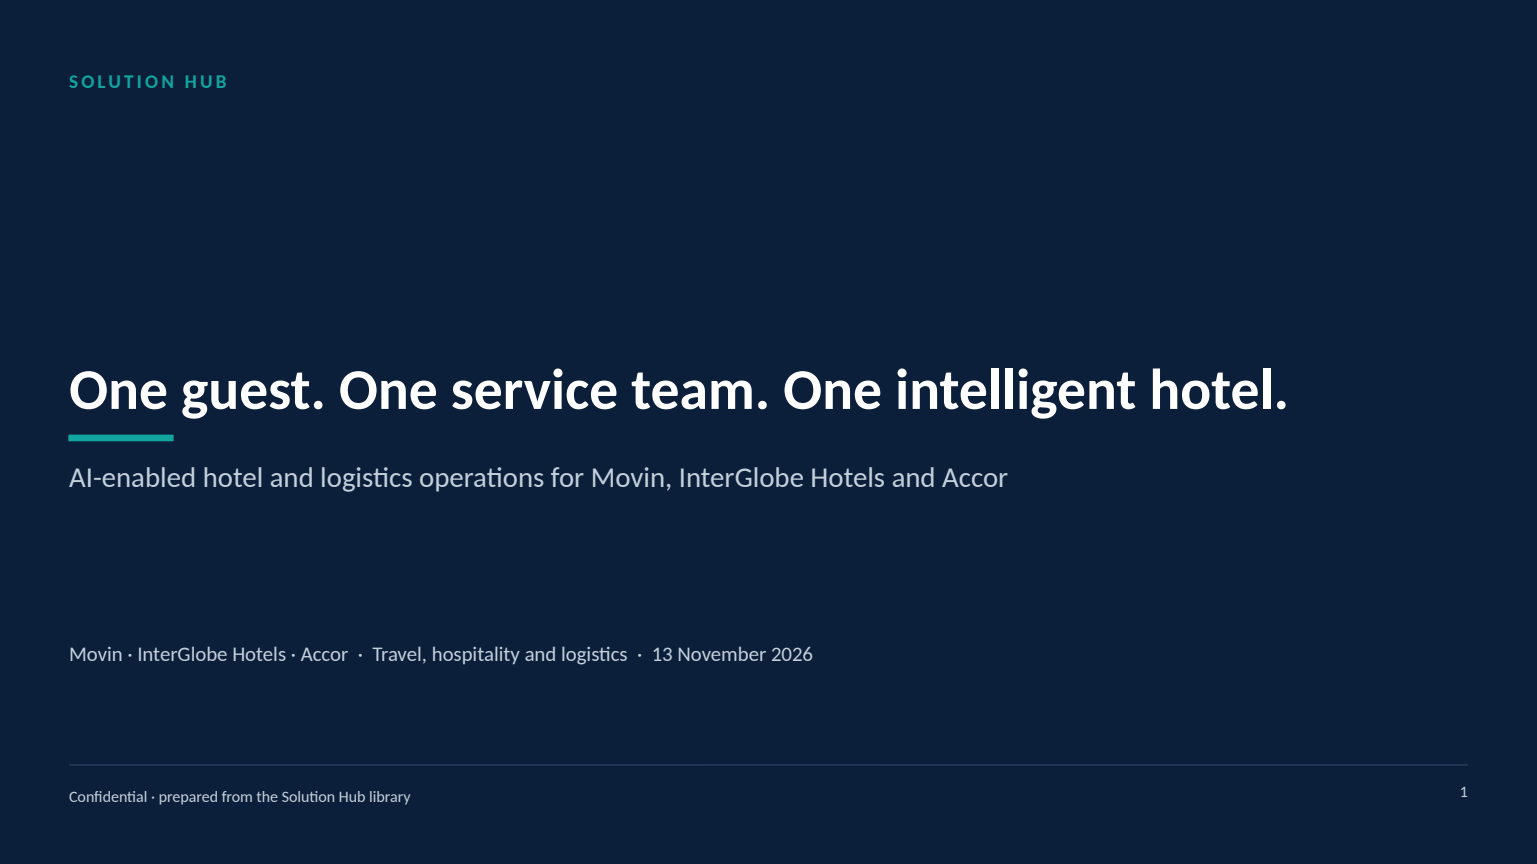 SOLUTION HUB
One guest. One service team. One intelligent hotel.
AI-enabled hotel and logistics operations for Movin, InterGlobe Hotels and Accor
Movin · InterGlobe Hotels · Accor · Travel, hospitality and logistics · 13 November 2026
Confidential · prepared from the Solution Hub library
1